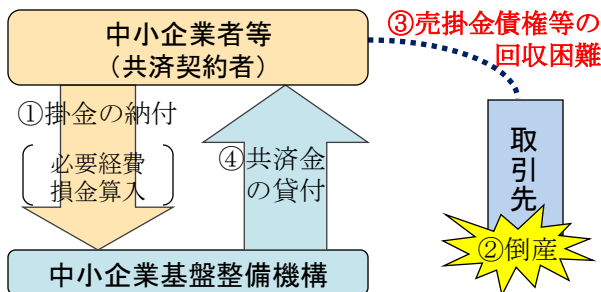 中小企業者等
（共済契約者）
③売掛金債権等の
回収困難
①掛金の納付
必要経費
損金算入
④共済金
の貸付
取引先
②倒産
中小企業基盤整備機構